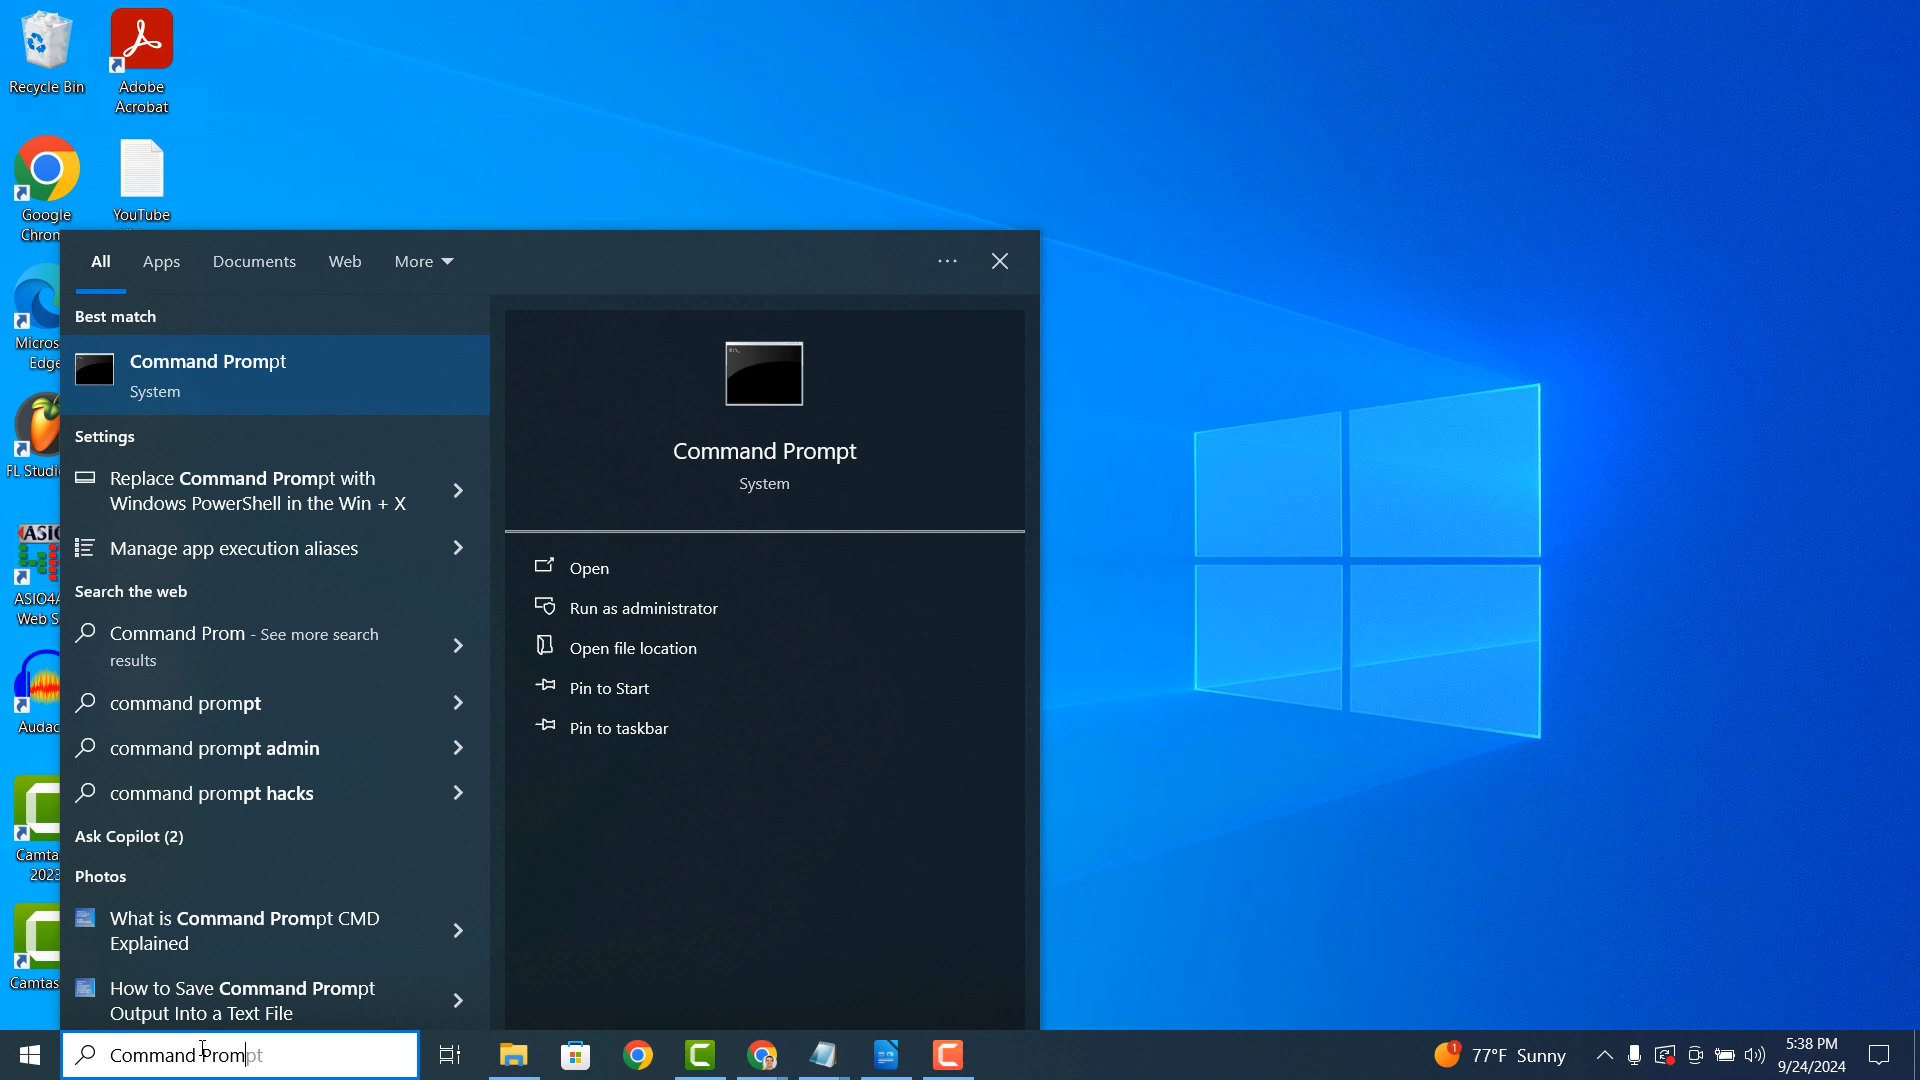 Recycle Bin
Adobe
Acrobat
Google
Chrom
YouTube
Micros
Edge
FL Studi
ASIO4A
Web S
Audac
Camta
2023
Camtas
All
Apps
Documents
Web
More
Best match
Command Prompt
System
Settings
Replace Command Prompt with
Windows PowerShell in the Win + X
Manage app execution aliases
Search the web
Command Prom - See more search
results
command prompt
command prompt admin
command prompt hacks
Ask Copilot (2)
Photos
What is Command Prompt CMD
Explained
How to Save Command Prompt
Output Into a Text File
Command Prompt
System
Open
Run as administrator
Open file location
Pin to Start
Pin to taskbar
Command Prompt
1
77°F Sunny
5:38 PM
9/24/2024